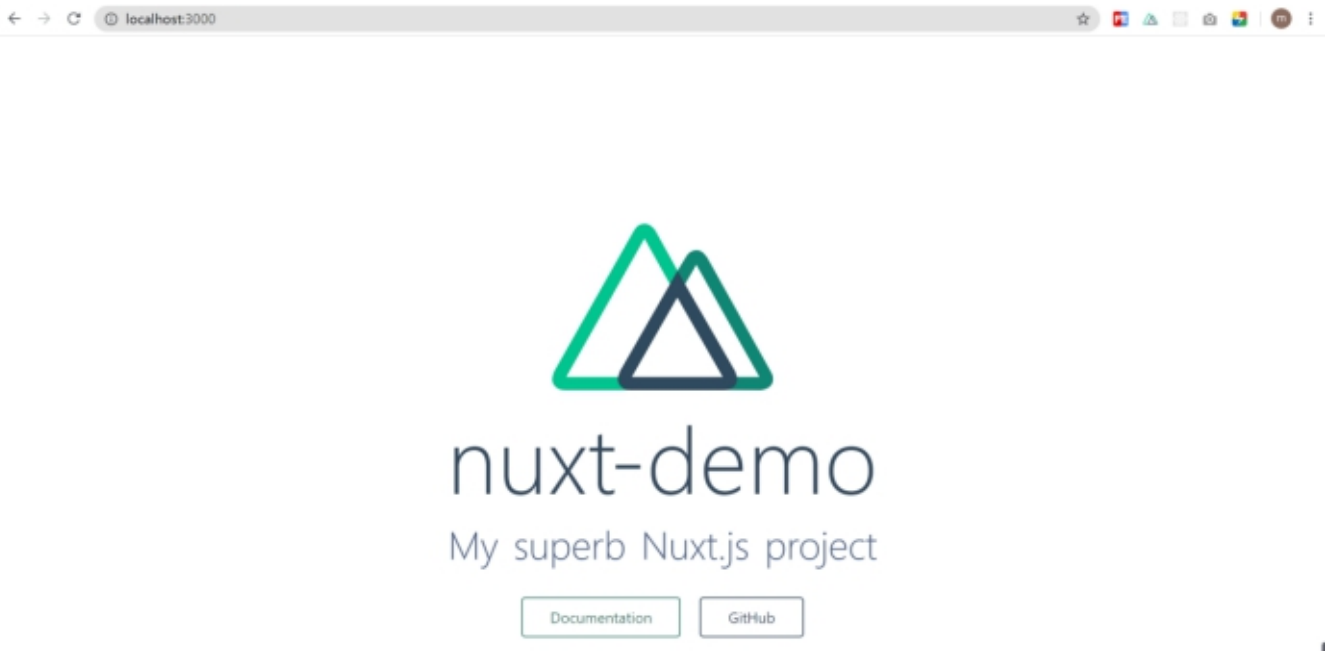 localhost:3000
m
nuxt-demo
My superb Nuxt.js project
Documentation GitHub